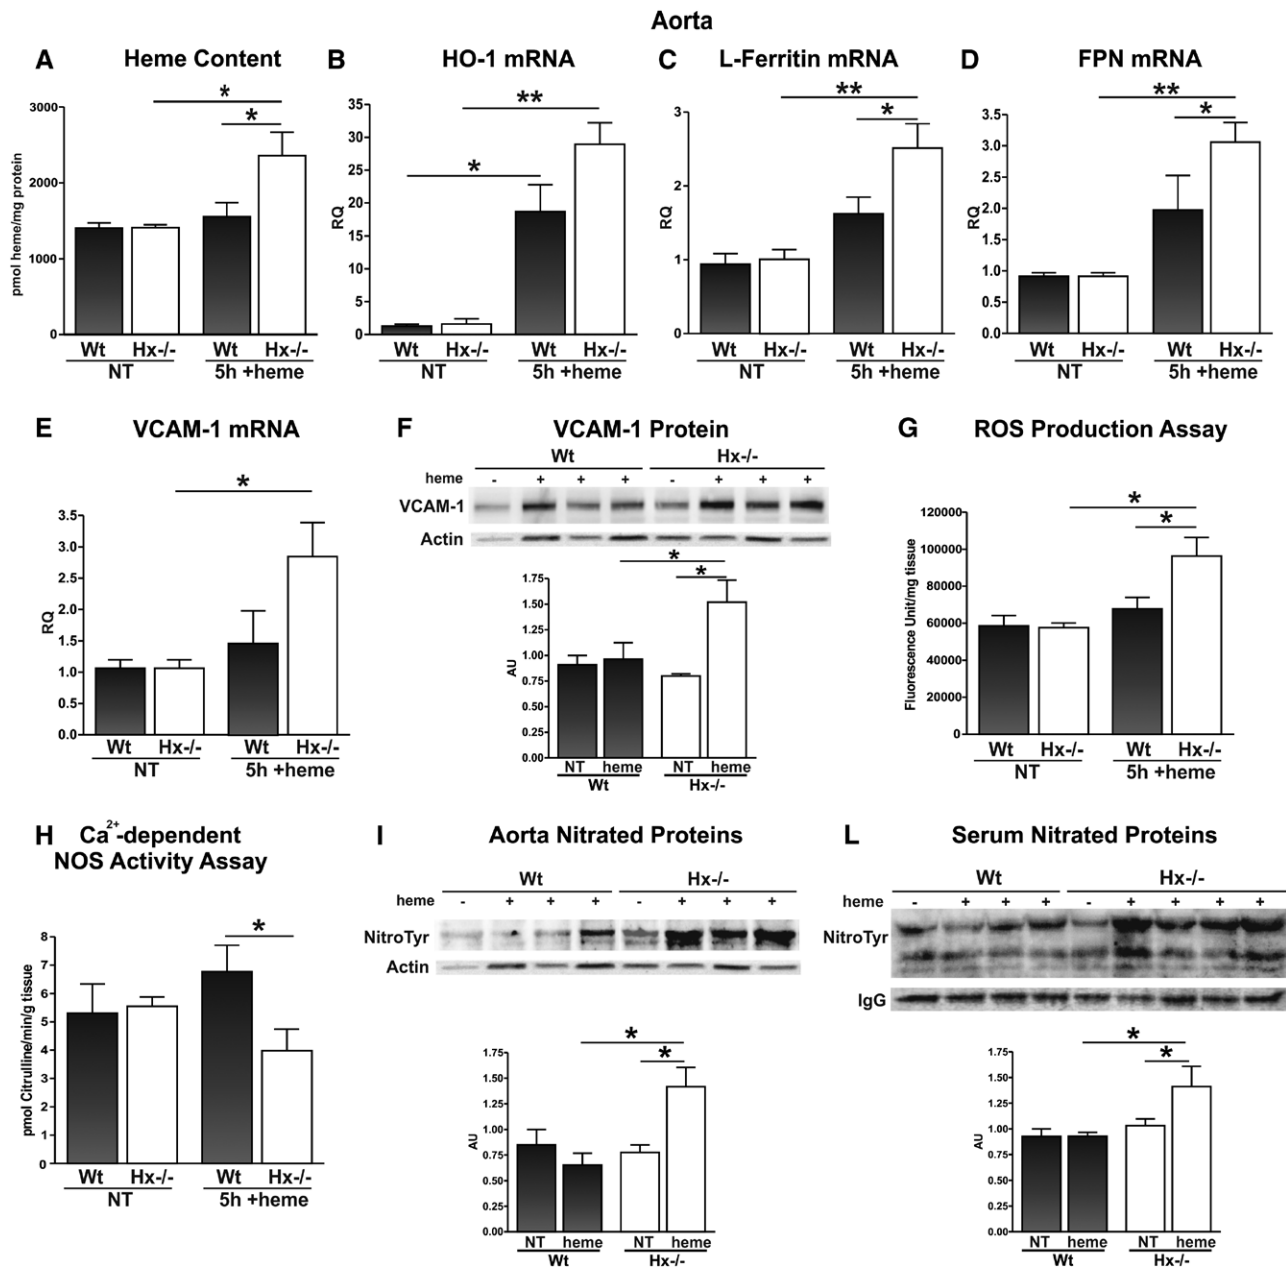 Aorta
A Heme Content
* *
3000
2000
1000
0
pmol heme/mg protein
Wt Hx-/- Wt Hx-/-
NT 5h +heme
B HO-1 mRNA
**
*
35
30
25
20
15
10
5
0
RQ
Wt Hx-/- Wt Hx-/-
NT 5h +heme
C L-Ferritin mRNA
**
*
3
2
1
0
RQ
Wt Hx-/- Wt Hx-/-
NT 5h +heme
D FPN mRNA
**
*
3.5
3.0
2.5
2.0
1.5
1.0
0.5
0.0
RQ
Wt Hx-/- Wt Hx-/-
NT 5h +heme
E VCAM-1 mRNA
*
3.5
3.0
2.5
2.0
1.5
1.0
0.5
0.0
RQ
Wt Hx-/- Wt Hx-/-
NT 5h +heme
F VCAM-1 Protein
Wt Hx-/-
heme - + + + - + + +
VCAM-1
Actin
*
*
1.75
1.50
1.25
1.00
0.75
0.50
0.25
0.00
AU
NT heme NT heme
Wt Hx-/-
G ROS Production Assay
*
*
120000
100000
80000
60000
40000
20000
0
Fluorescence Unit/mg tissue
Wt Hx-/- Wt Hx-/-
NT 5h +heme
H Ca2+-dependent
NOS Activity Assay
*
8
7
6
5
4
3
2
1
0
pmol Citrulline/min/g tissue
Wt Hx-/- Wt Hx-/-
NT 5h +heme
I Aorta Nitrated Proteins
Wt Hx-/-
heme - + + + - + + +
NitroTyr
Actin
*
*
1.75
1.50
1.25
1.00
0.75
0.50
0.25
0.00
AU
NT heme NT heme
Wt Hx-/-
L Serum Nitrated Proteins
Wt Hx-/-
heme - + + + - + + + +
NitroTyr
IgG
*
*
1.75
1.50
1.25
1.00
0.75
0.50
0.25
0.00
AU
NT heme NT heme
Wt Hx-/-